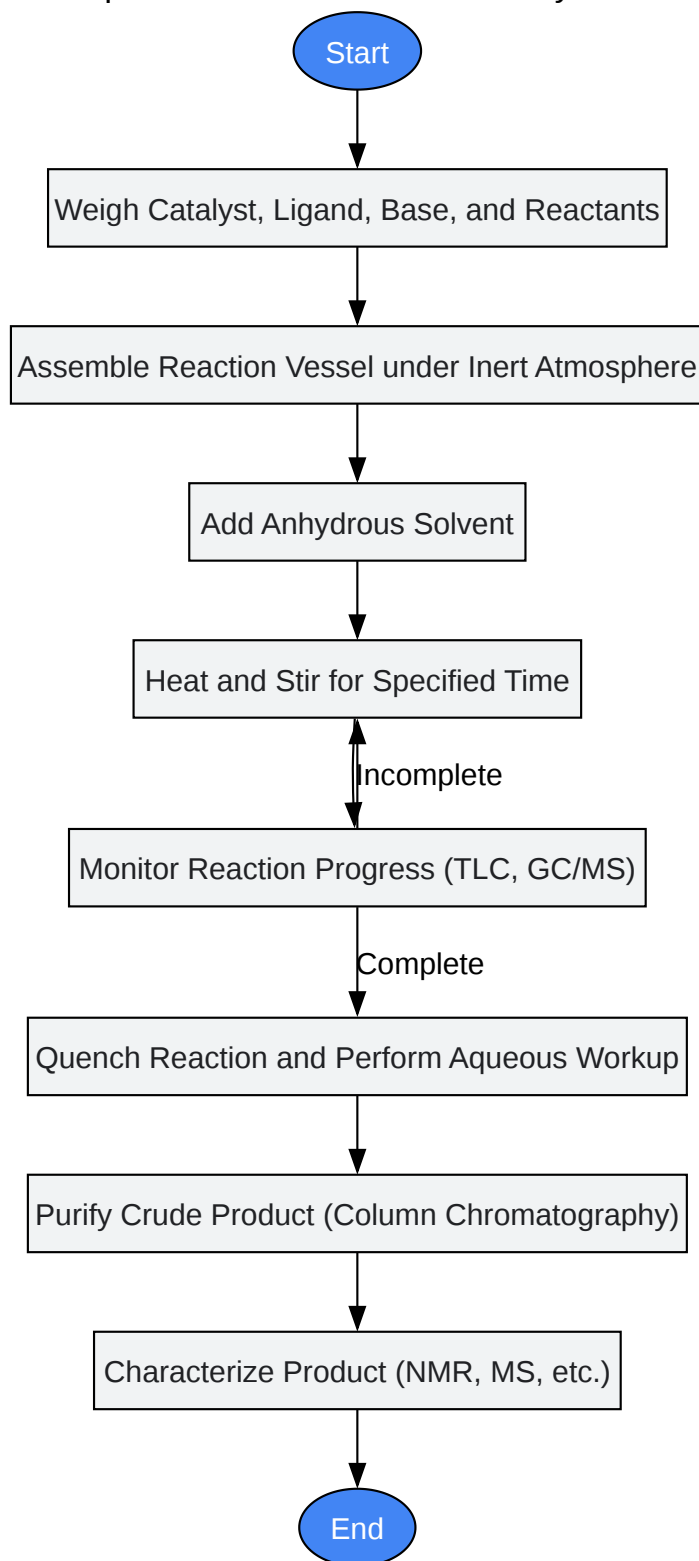 Start
Weigh Catalyst, Ligand, Base, and Reactants
Assemble Reaction Vessel under Inert Atmosphere
Add Anhydrous Solvent
Heat and Stir for Specified Time
Incomplete
Monitor Reaction Progress (TLC, GC/MS)
Complete
Quench Reaction and Perform Aqueous Workup
Purify Crude Product (Column Chromatography)
Characterize Product (NMR, MS, etc.)
End